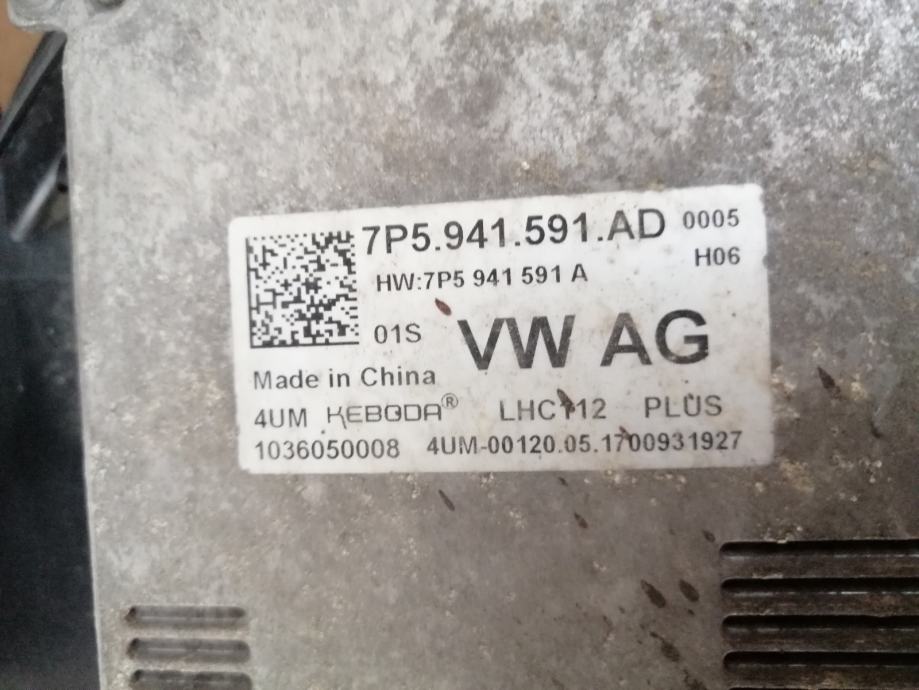 7P5.941.591.AD 0005
HW:7P5 941 591 A H06
01S VW AG
Made in China
4UM KEBODA® LHC112 PLUS
1036050008 4UM-00120.05.1700931927